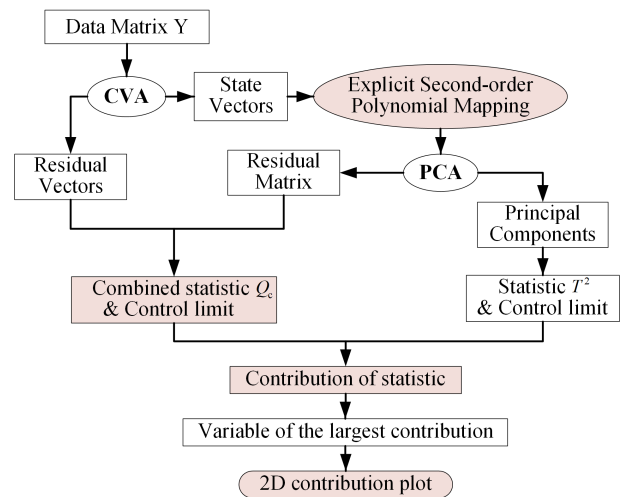 Data Matrix Y
CVA
State
Vectors
Explicit Second-order
Polynomial Mapping
Residual
Vectors
Residual
Matrix
PCA
Principal
Components
Combined statistic Qc
& Control limit
Statistic T²
& Control limit
Contribution of statistic
Variable of the largest contribution
2D contribution plot